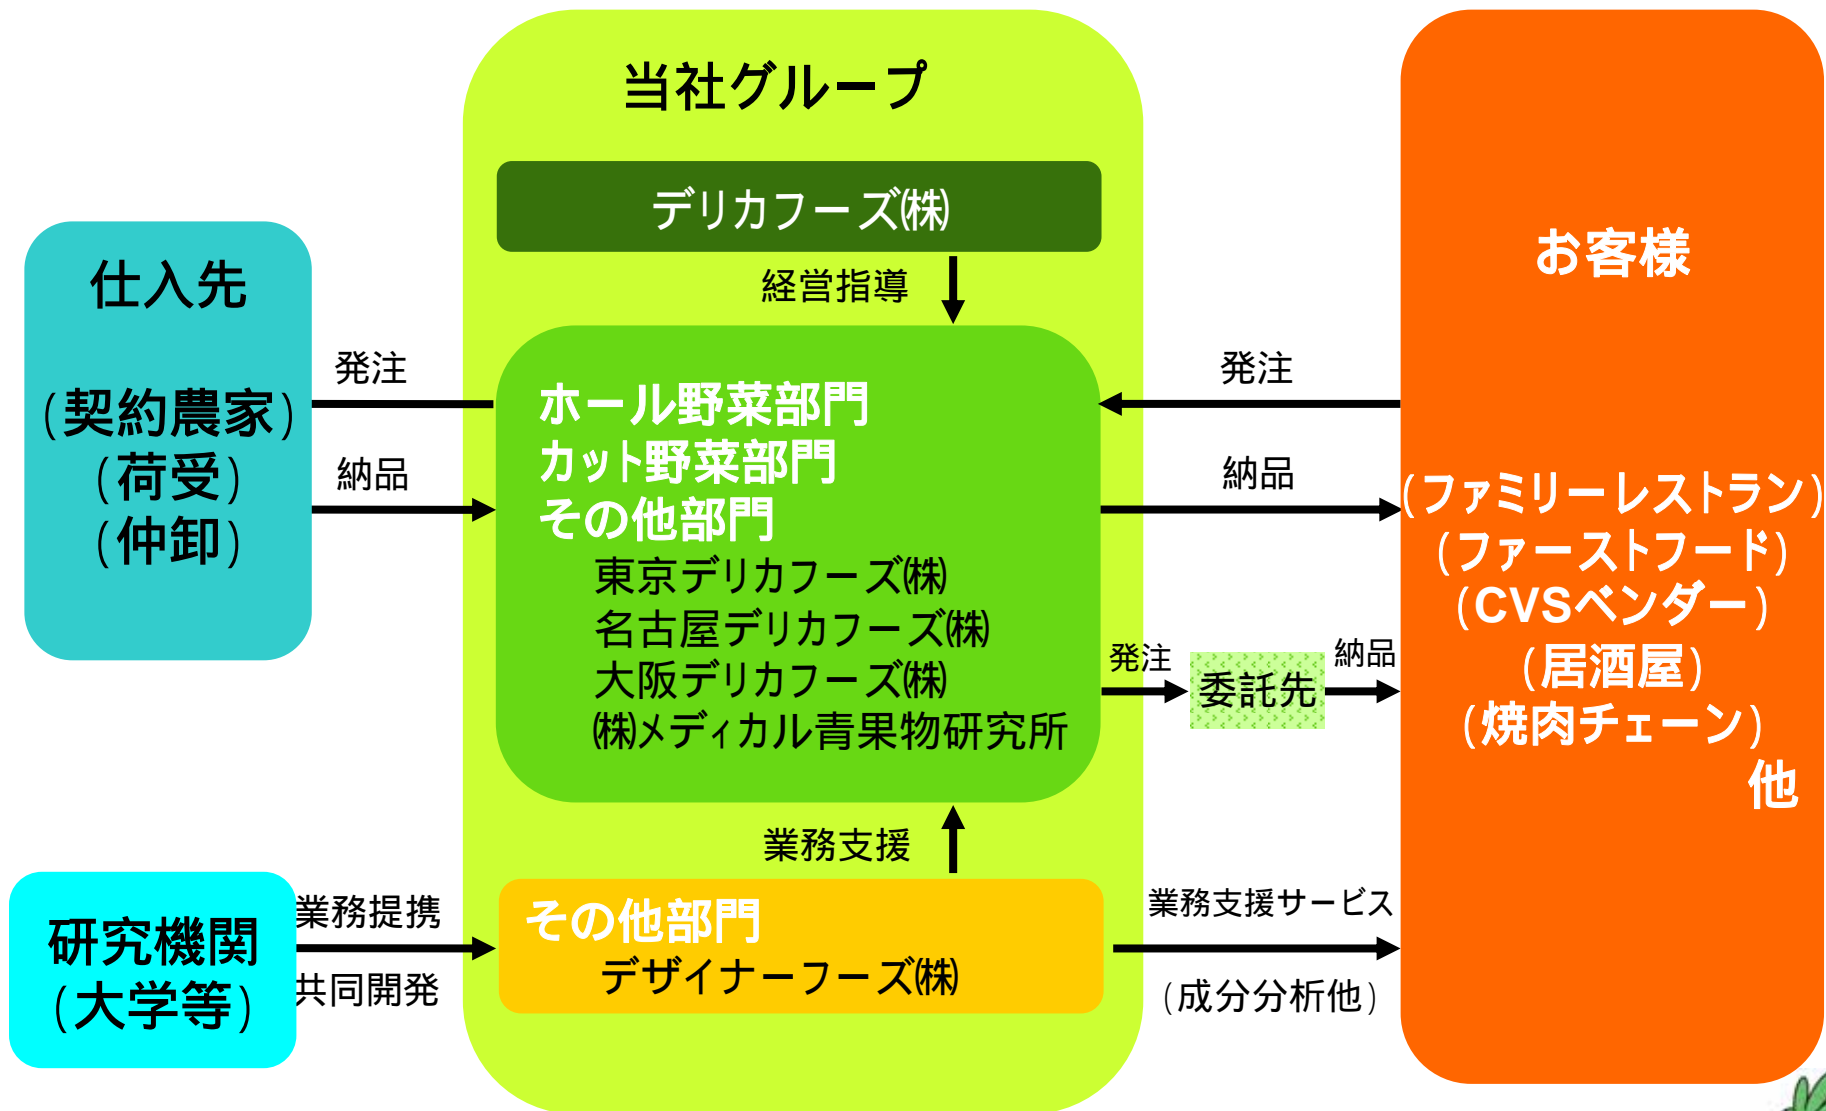 当社グループ
デリカフーズ㈱
経営指導
仕入先
(契約農家)
(荷受)
(仲卸)
発注
納品
ホール野菜部門
カット野菜部門
その他部門
東京デリカフーズ㈱
名古屋デリカフーズ㈱
大阪デリカフーズ㈱
㈱メディカル青果物研究所
発注
納品
発注
委託先
納品
お客様
(ファミリーレストラン)
(ファーストフード)
(CVSベンダー)
(居酒屋)
(焼肉チェーン)
他
業務支援
研究機関
(大学等)
業務提携
共同開発
その他部門
デザイナーフーズ㈱
業務支援サービス
(成分分析他)